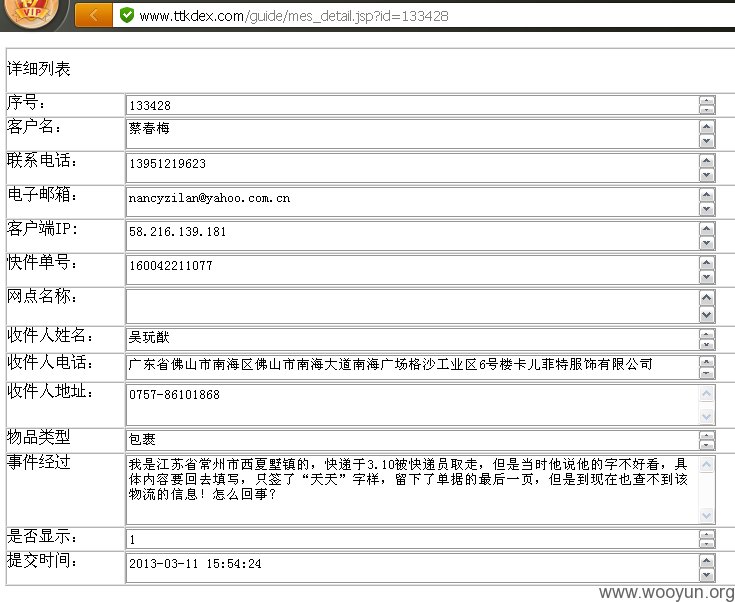 VIP
www.ttkdex.com/guide/mes_detail.jsp?id=133428
详细列表
序号: 133428
客户名: 蔡春梅
联系电话: 13951219623
电子邮箱: nancyzilan@yahoo.com.cn
客户端IP: 58.216.139.181
快件单号: 160042211077
网点名称:
收件人姓名: 吴玩猷
收件人电话: 广东省佛山市南海区佛山市南海大道南海广场格沙工业区6号楼卡儿菲特服饰有限公司
收件人地址: 0757-86101868
物品类型 包裹
事件经过 我是江苏省常州市西夏墅镇的，快递于3.10被快递员取走，但是当时他说他的字不好看，具
体内容要回去填写，只签了“天天”字样，留下了单据的最后一页，但是到现在也查不到该
物流的信息！怎么回事？
是否显示: 1
提交时间: 2013-03-11 15:54:24
www.wooyun.org